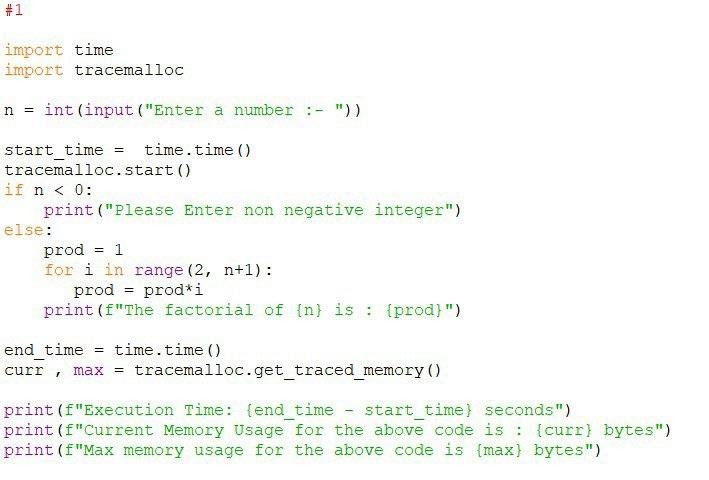 #1
import time
import tracemalloc
n = int(input("Enter a number :- "))
start_time =  time.time()
tracemalloc.start()
if n < 0:
    print("Please Enter non negative integer")
else:
    prod = 1
    for i in range(2, n+1):
       prod = prod*i
    print(f"The factorial of {n} is : {prod}")
end_time = time.time()
curr , max = tracemalloc.get_traced_memory()
print(f"Execution Time: {end_time - start_time} seconds")
print(f"Current Memory Usage for the above code is : {curr} bytes")
print(f"Max memory usage for the above code is {max} bytes")